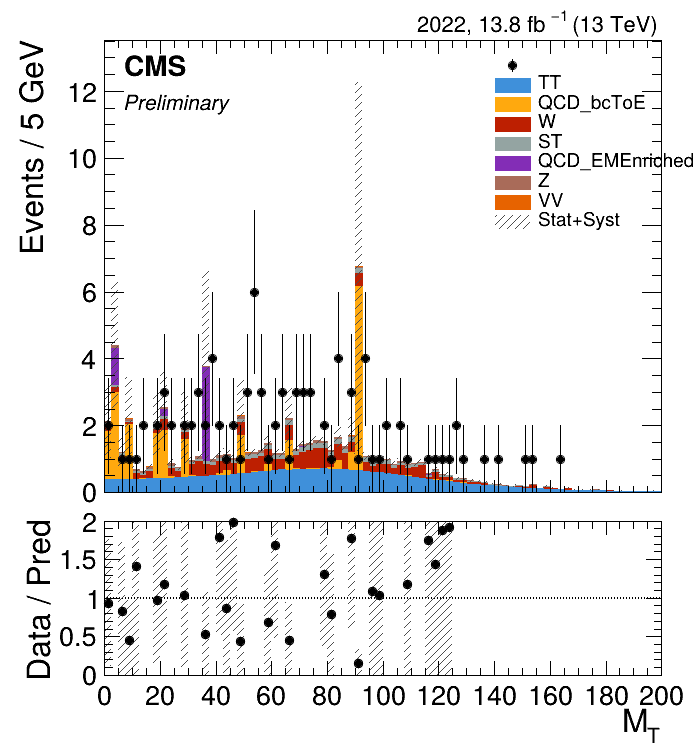 2022, 13.8 fb⁻¹ (13 TeV)
CMS
Preliminary
TT
QCD_bcToE
W
ST
QCD_EMEnriched
Z
VV
Stat+Syst
Events / 5 GeV
12
10
8
6
4
2
0
Data / Pred
2
1.5
1
0.5
0
0 20 40 60 80 100 120 140 160 180 200
M_T